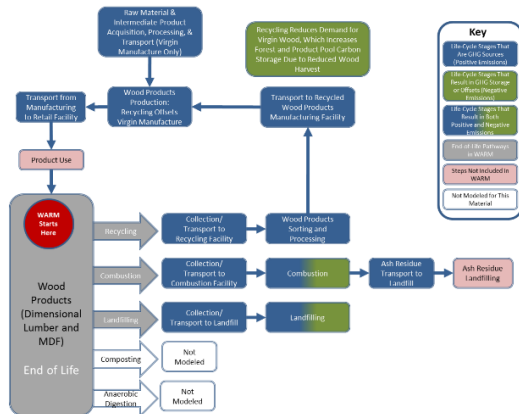 Raw Material &
Intermediate Product
Acquisition, Processing, &
Transport (Virgin
Manufacture Only)
Recycling Reduces Demand for
Virgin Wood, Which Increases
Forest and Product Pool Carbon
Storage Due to Reduced Wood
Harvest
Key
Life-Cycle Stages That
Are GHG Sources
(Positive Emissions)
Life-Cycle Stages That
Result in GHG Storage
or Offsets (Negative
Emissions)
Life-Cycle Stages That
Result in Both
Positive and Negative
Emissions
End-of-Life Pathways
in WARM
Steps Not Included in
WARM
Not Modeled for This
Material
Transport from
Manufacturing
to Retail Facility
Wood Products
Production:
Recycling Offsets
Virgin Manufacture
Transport to Recycled
Wood Products
Manufacturing Facility
Product Use
WARM
Starts
Here
Wood
Products
(Dimensional
Lumber and
MDF)
End of Life
Recycling
Collection/
Transport to
Recycling Facility
Wood Products
Sorting and
Processing
Combustion
Collection/
Transport to
Combustion Facility
Combustion
Ash Residue
Transport to
Landfill
Ash Residue
Landfilling
Landfilling
Collection/
Transport to Landfill
Landfilling
Composting
Not
Modeled
Anaerobic
Digestion
Not
Modeled